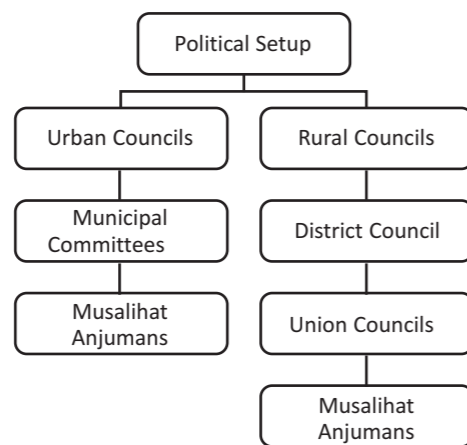 Political Setup
Urban Councils
Municipal
Committees
Musalihat
Anjumans
Rural Councils
District Council
Union Councils
Musalihat
Anjumans